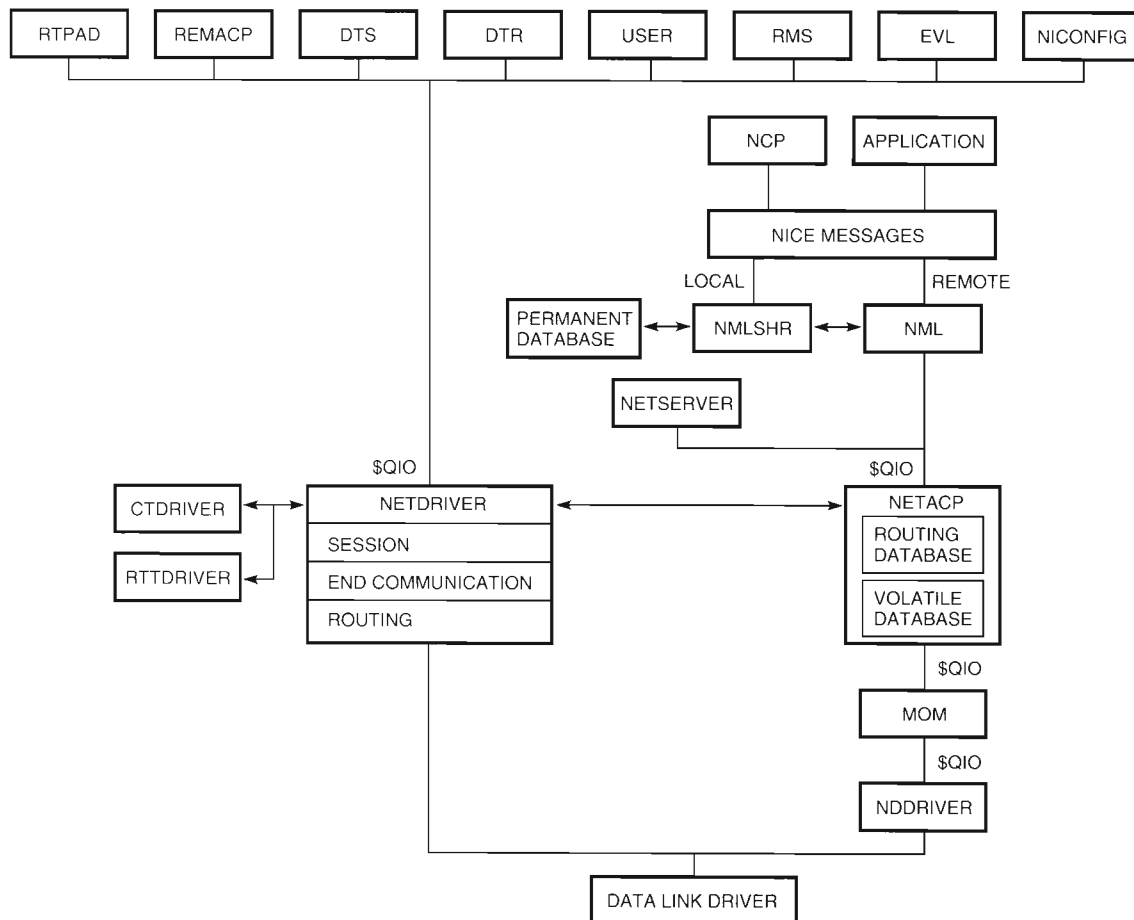 RTPAD
REMACP
DTS
DTR
USER
RMS
EVL
NICONFIG
NCP
APPLICATION
NICE MESSAGES
LOCAL
REMOTE
PERMANENT
DATABASE
NMLSHR
NML
NETSERVER
$QIO
$QIO
CTDRIVER
RTTDRIVER
NETDRIVER
SESSION
END COMMUNICATION
ROUTING
NETACP
ROUTING
DATABASE
VOLATILE
DATABASE
$QIO
MOM
$QIO
NDDRIVER
DATA LINK DRIVER